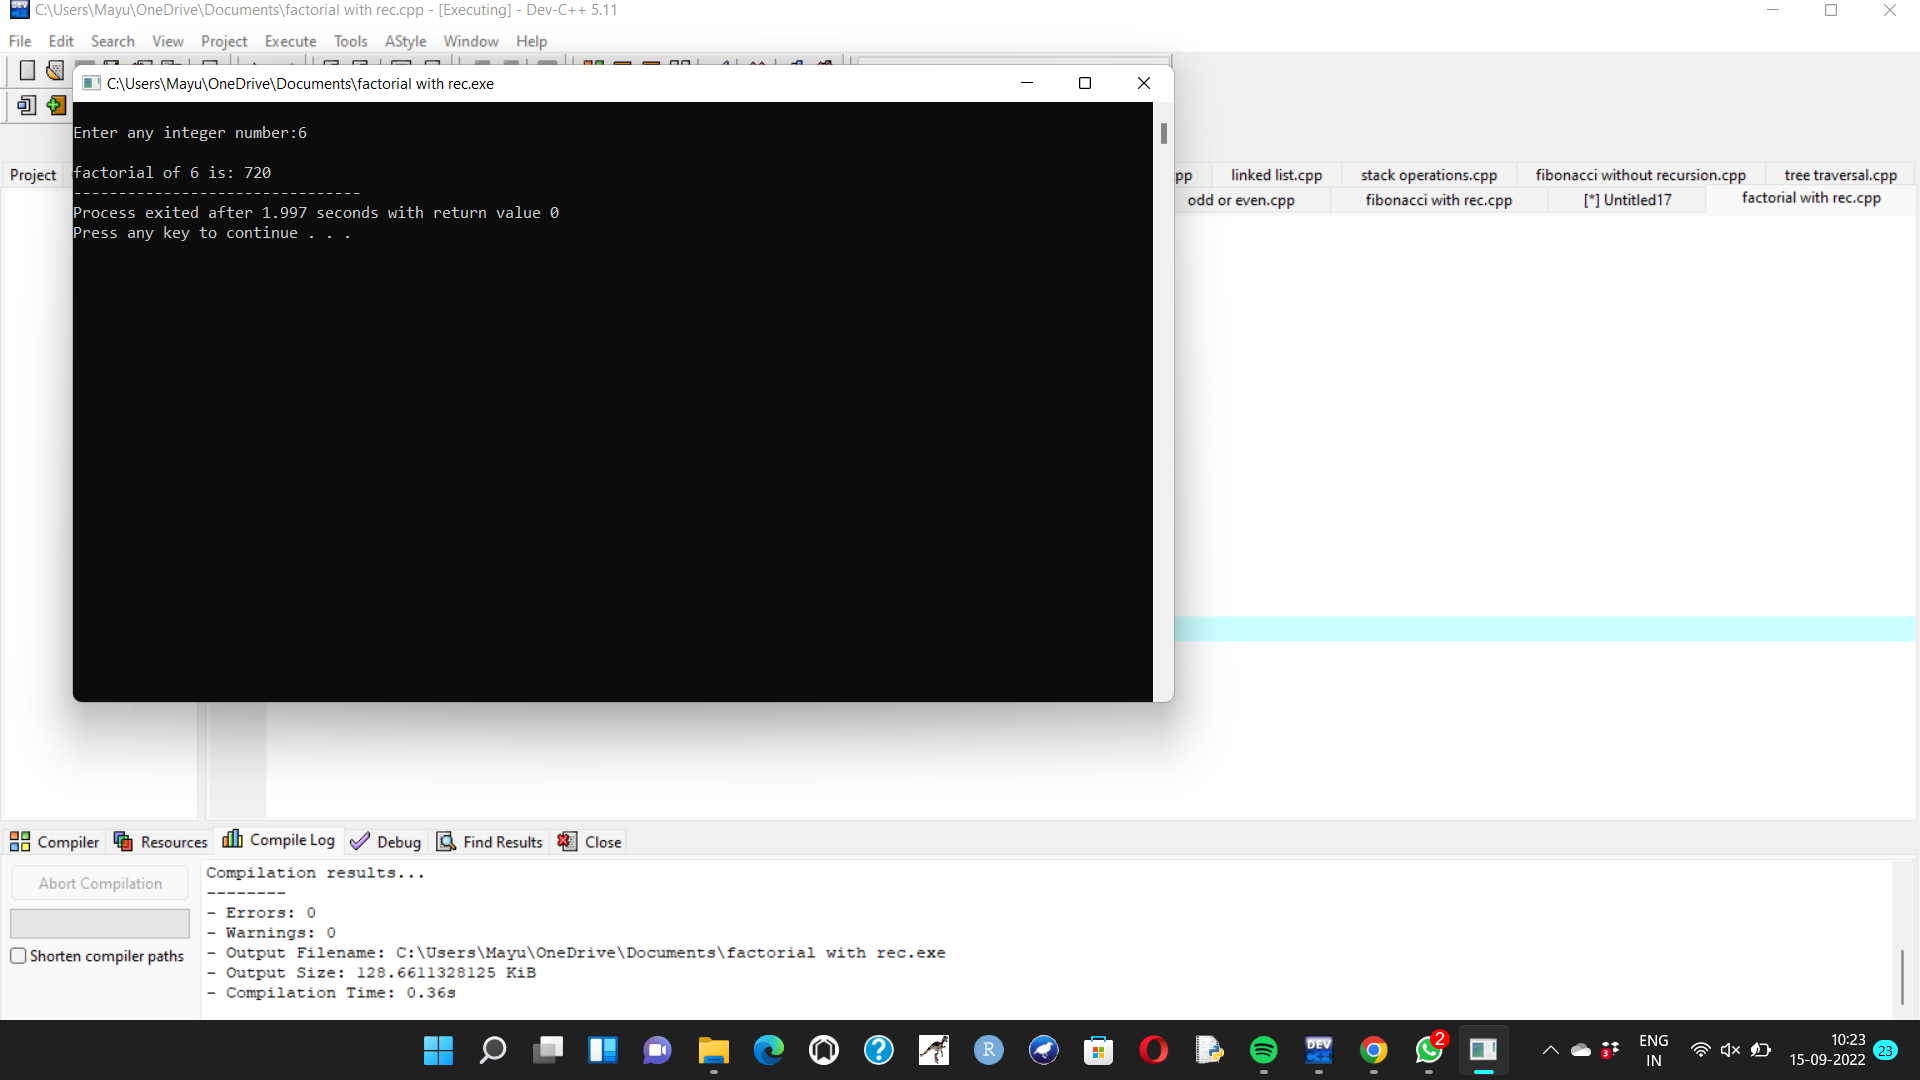 C:\Users\Mayu\OneDrive\Documents\factorial with rec.cpp - [Executing] - Dev-C++ 5.11
File Edit Search View Project Execute Tools AStyle Window Help
C:\Users\Mayu\OneDrive\Documents\factorial with rec.exe
Enter any integer number:6
factorial of 6 is: 720
--------------------------------
Process exited after 1.997 seconds with return value 0
Press any key to continue . . .
Project
pp linked list.cpp stack operations.cpp fibonacci without recursion.cpp tree traversal.cpp
odd or even.cpp fibonacci with rec.cpp [*] Untitled17 factorial with rec.cpp
Compiler Resources Compile Log Debug Find Results Close
Abort Compilation
Shorten compiler paths
Compilation results...
--------
- Errors: 0
- Warnings: 0
- Output Filename: C:\Users\Mayu\OneDrive\Documents\factorial with rec.exe
- Output Size: 128.6611328125 KiB
- Compilation Time: 0.36s
R
DEV
2
3
ENG
IN
10:23
15-09-2022
23